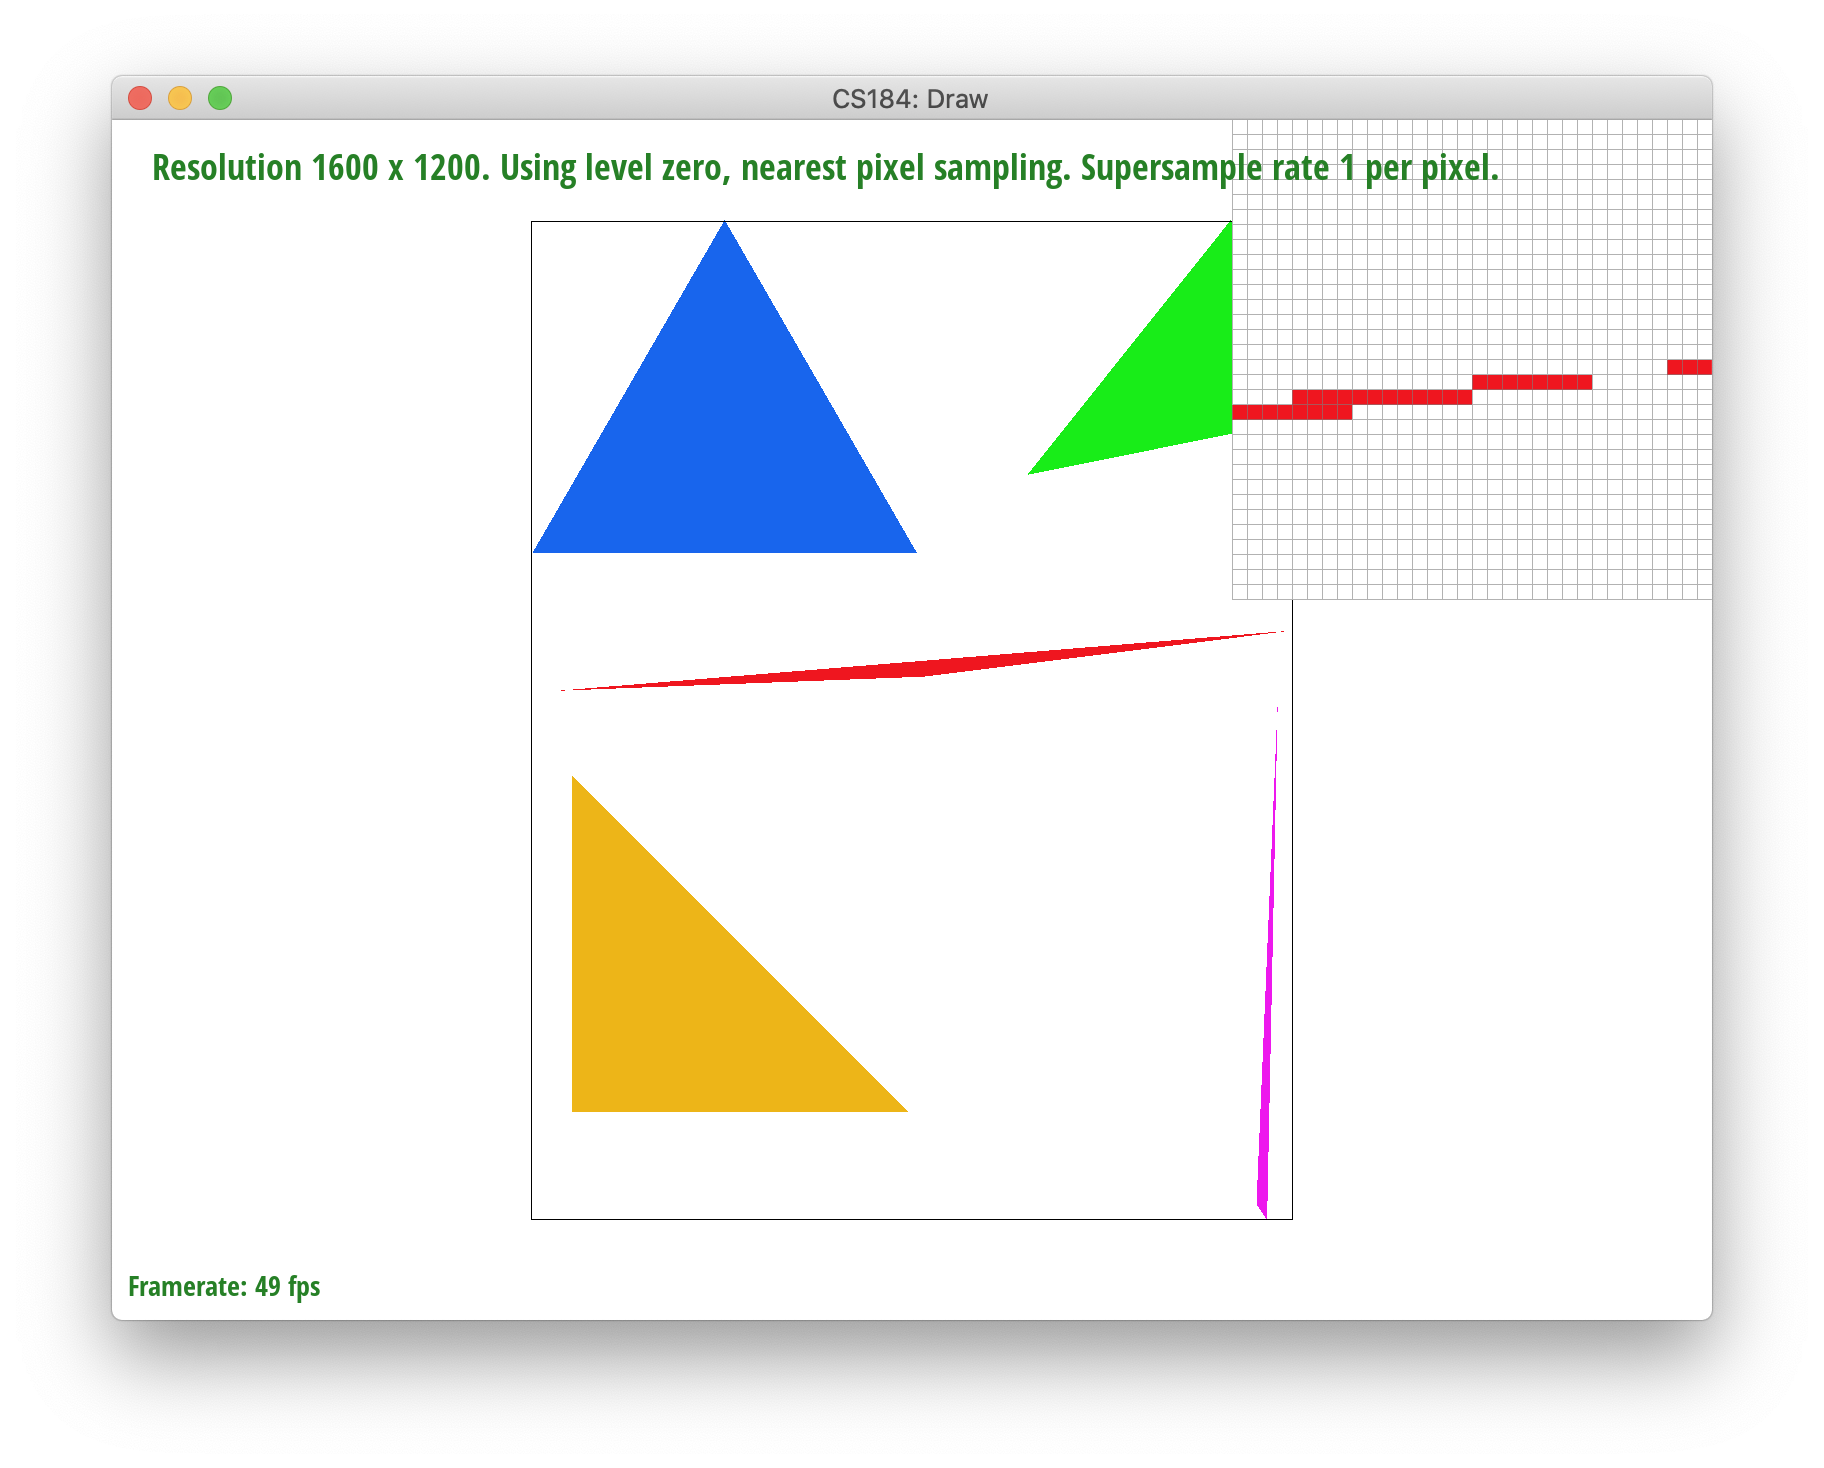 CS184: Draw
Resolution 1600 x 1200. Using level zero, nearest pixel sampling. Supersample rate 1 per pixel.
Framerate: 49 fps